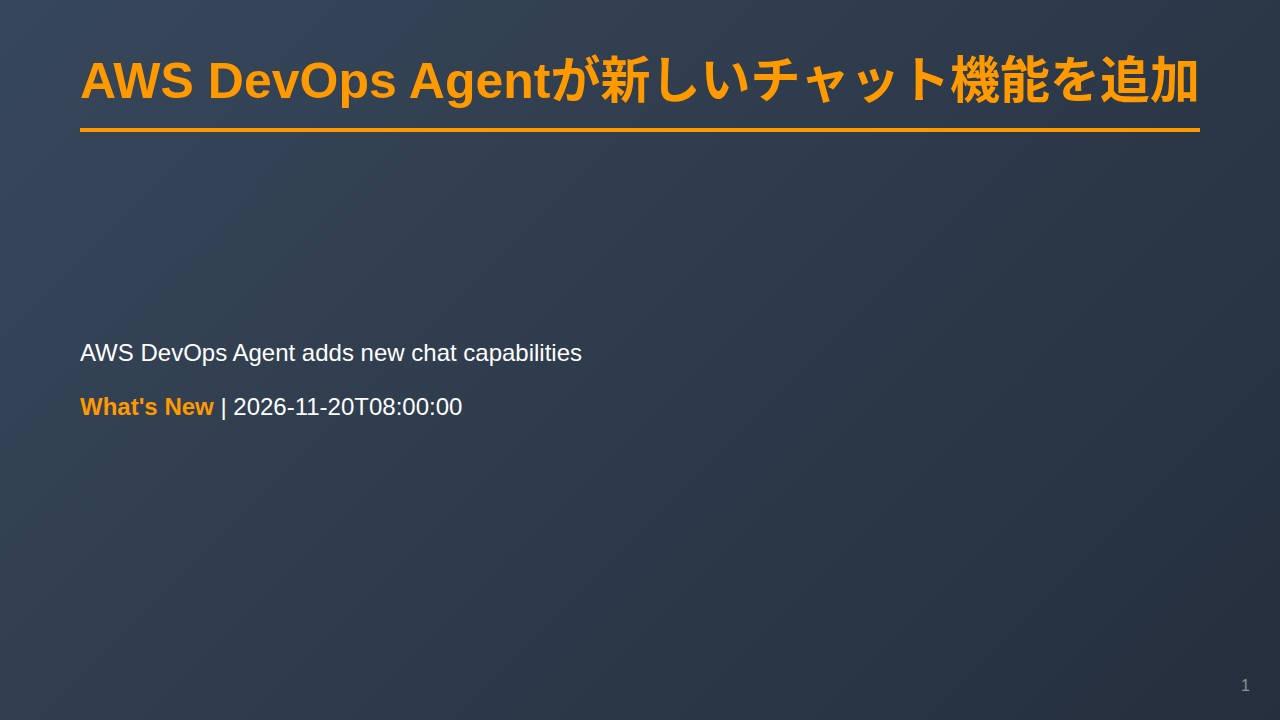 AWS DevOps Agentが新しいチャット機能を追加
AWS DevOps Agent adds new chat capabilities
What's New | 2026-11-20T08:00:00
1